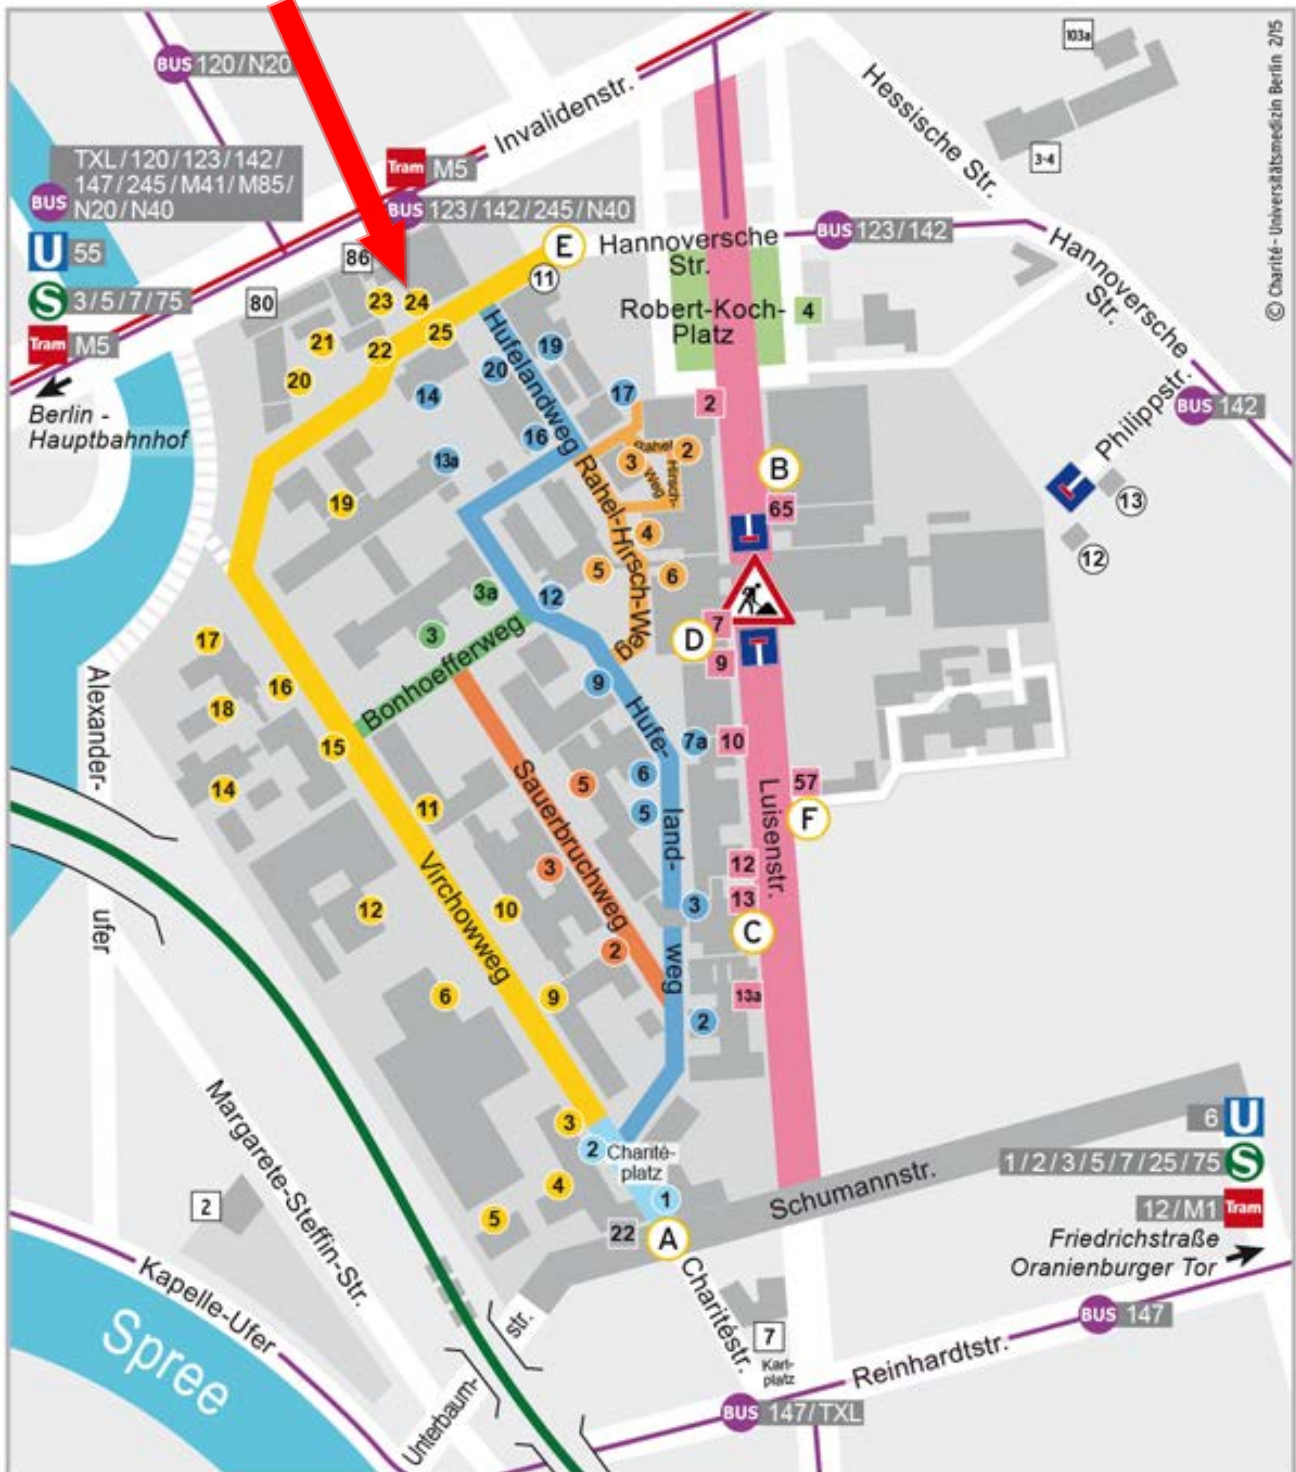 103a
© Charité - Universitätsmedizin Berlin 2/15
BUS 120/N20
Invalidenstr.
Hessische Str.
3-4
TXL/120/123/142/
147/245/M41/M85/
BUS N20/N40
Tram M5
BUS 123/142/245/N40
U 55
S 3/5/7/75
Tram M5
Berlin -
Hauptbahnhof
86
80
E
11
Hannoversche
Str.
BUS 123/142
Hannoversche
Str.
Robert-Koch-
Platz
4
23
24
25
22
21
20
Hufelandweg
19
20
14
17
16
13a
2
BUS 142
Philippstr.
13
12
Rahel-
Hirsch-
Weg
3
2
B
65
Rahel-Hirsch-Weg
4
5
6
19
3a
12
3
7
D
9
Bonhoefferweg
9
17
16
18
15
14
Alexander-
ufer
Hufe-
land-
weg
7a
10
6
5
5
57
F
Luisenstr.
Sauerbruchweg
11
3
12
13
C
3
Virchowweg
12
10
2
6
9
13a
2
3
2
Charité-
platz
1
4
5
22
A
Schumannstr.
6 U
1/2/3/5/7/25/75 S
12/M1 Tram
Friedrichstraße
Oranienburger Tor
Margarete-Steffin-Str.
2
Kapelle-Ufer
Spree
str.
Unterbaum-
Charitéstr.
7
Karl-
platz
Reinhardtstr.
BUS 147
BUS 147/TXL